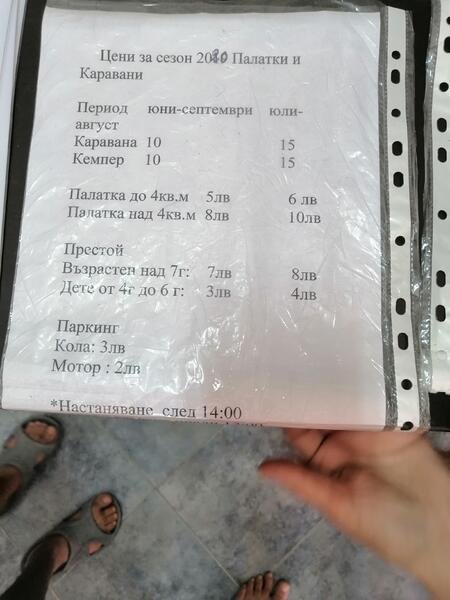 Цени за сезон 2020 Палатки и
Каравани
Период юни-септември юли-
август
Каравана 10 15
Кемпер 10 15
Палатка до 4кв.м 5лв 6 лв
Палатка над 4кв.м 8лв 10лв
Престой
Възрастен над 7г: 7лв 8лв
Дете от 4г до 6 г: 3лв 4лв
Паркинг
Кола: 3лв
Мотор : 2лв
*Настаняване след 14:00